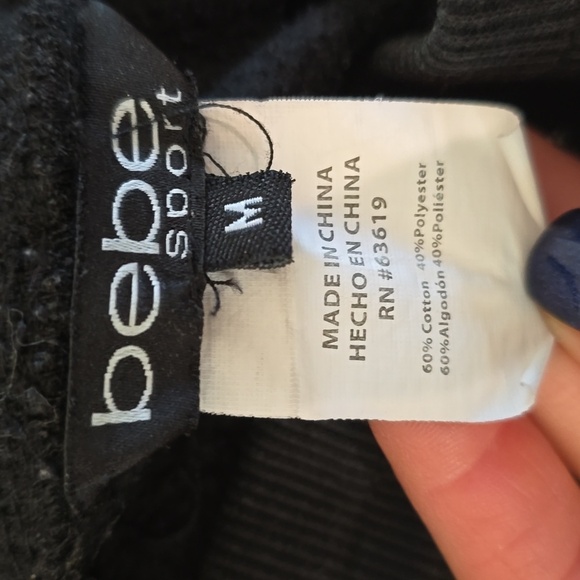 bebe
sport
M
MADE IN CHINA
HECHO EN CHINA
RN #63619
60% Cotton 40%Polyester
60%Algodón 40%Poliéster